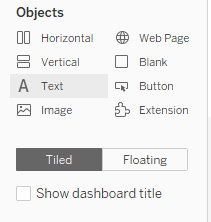 Objects
Horizontal Web Page
Vertical Blank
A Text Button
Image Extension
Tiled Floating
Show dashboard title